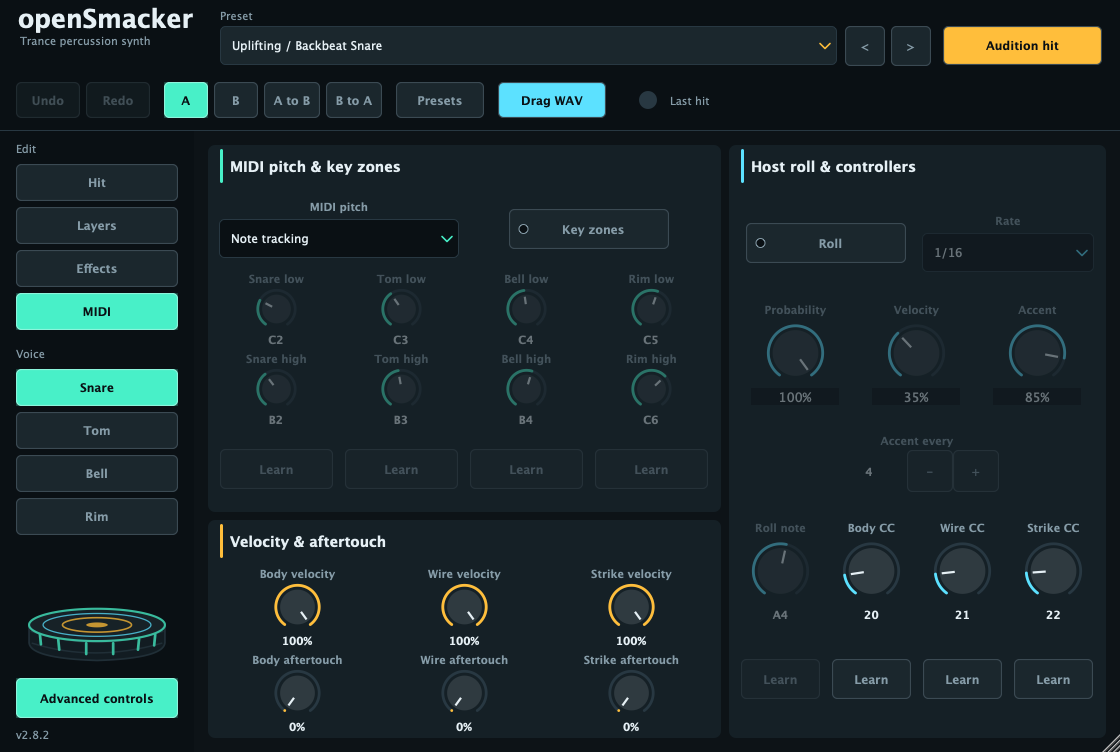 openSmacker
Trance percussion synth
Preset
Uplifting / Backbeat Snare
<
>
Audition hit
Undo
Redo
A
B
A to B
B to A
Presets
Drag WAV
Last hit
Edit
Hit
Layers
Effects
MIDI
Voice
Snare
Tom
Bell
Rim
Advanced controls
v2.8.2
MIDI pitch & key zones
MIDI pitch
Note tracking
Key zones
Snare low
Tom low
Bell low
Rim low
C2
C3
C4
C5
Snare high
Tom high
Bell high
Rim high
B2
B3
B4
C6
Learn
Learn
Learn
Learn
Velocity & aftertouch
Body velocity
Wire velocity
Strike velocity
100%
100%
100%
Body aftertouch
Wire aftertouch
Strike aftertouch
0%
0%
0%
Host roll & controllers
Roll
Rate
1/16
Probability
Velocity
Accent
100%
35%
85%
Accent every
4
-
+
Roll note
Body CC
Wire CC
Strike CC
A4
20
21
22
Learn
Learn
Learn
Learn